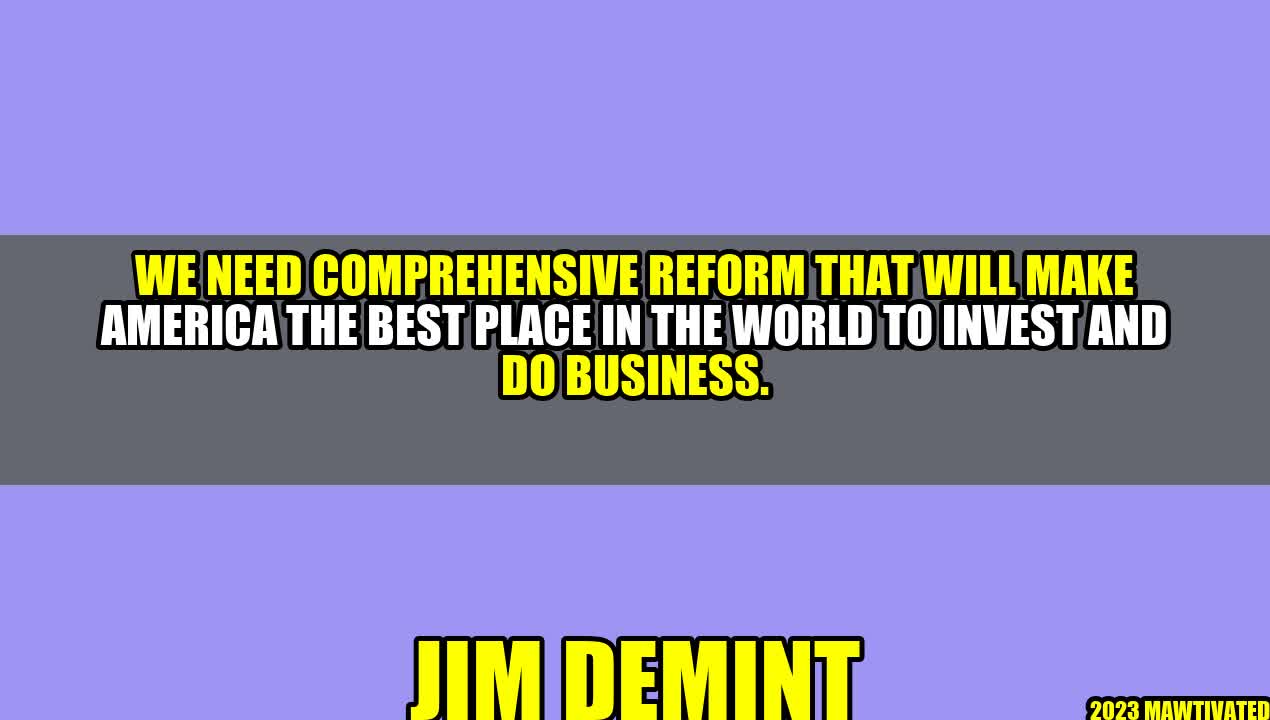 WE NEED COMPREHENSIVE REFORM THAT WILL MAKE
AMERICA THE BEST PLACE IN THE WORLD TO INVEST AND
DO BUSINESS.
JIM DEMINT
2023 MAWTIVATED